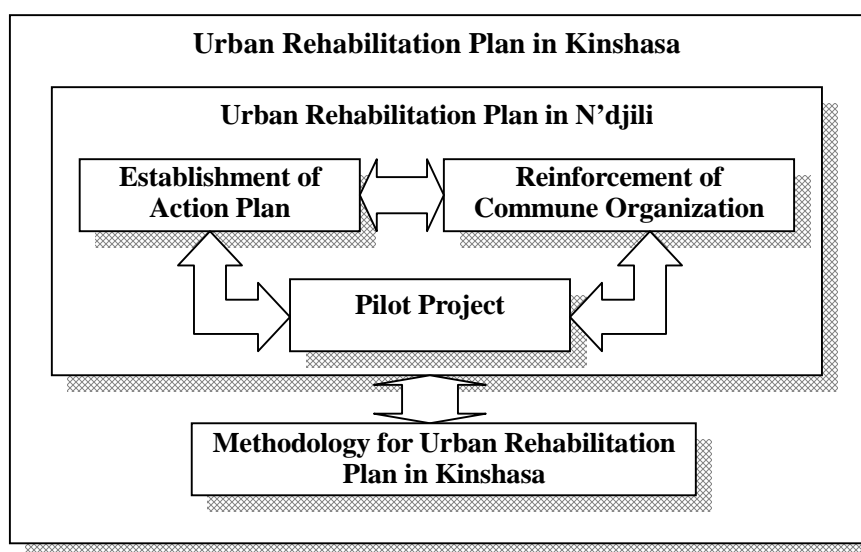 Urban Rehabilitation Plan in Kinshasa
Urban Rehabilitation Plan in N’djili
Establishment of
Action Plan
Reinforcement of
Commune Organization
Pilot Project
Methodology for Urban Rehabilitation
Plan in Kinshasa